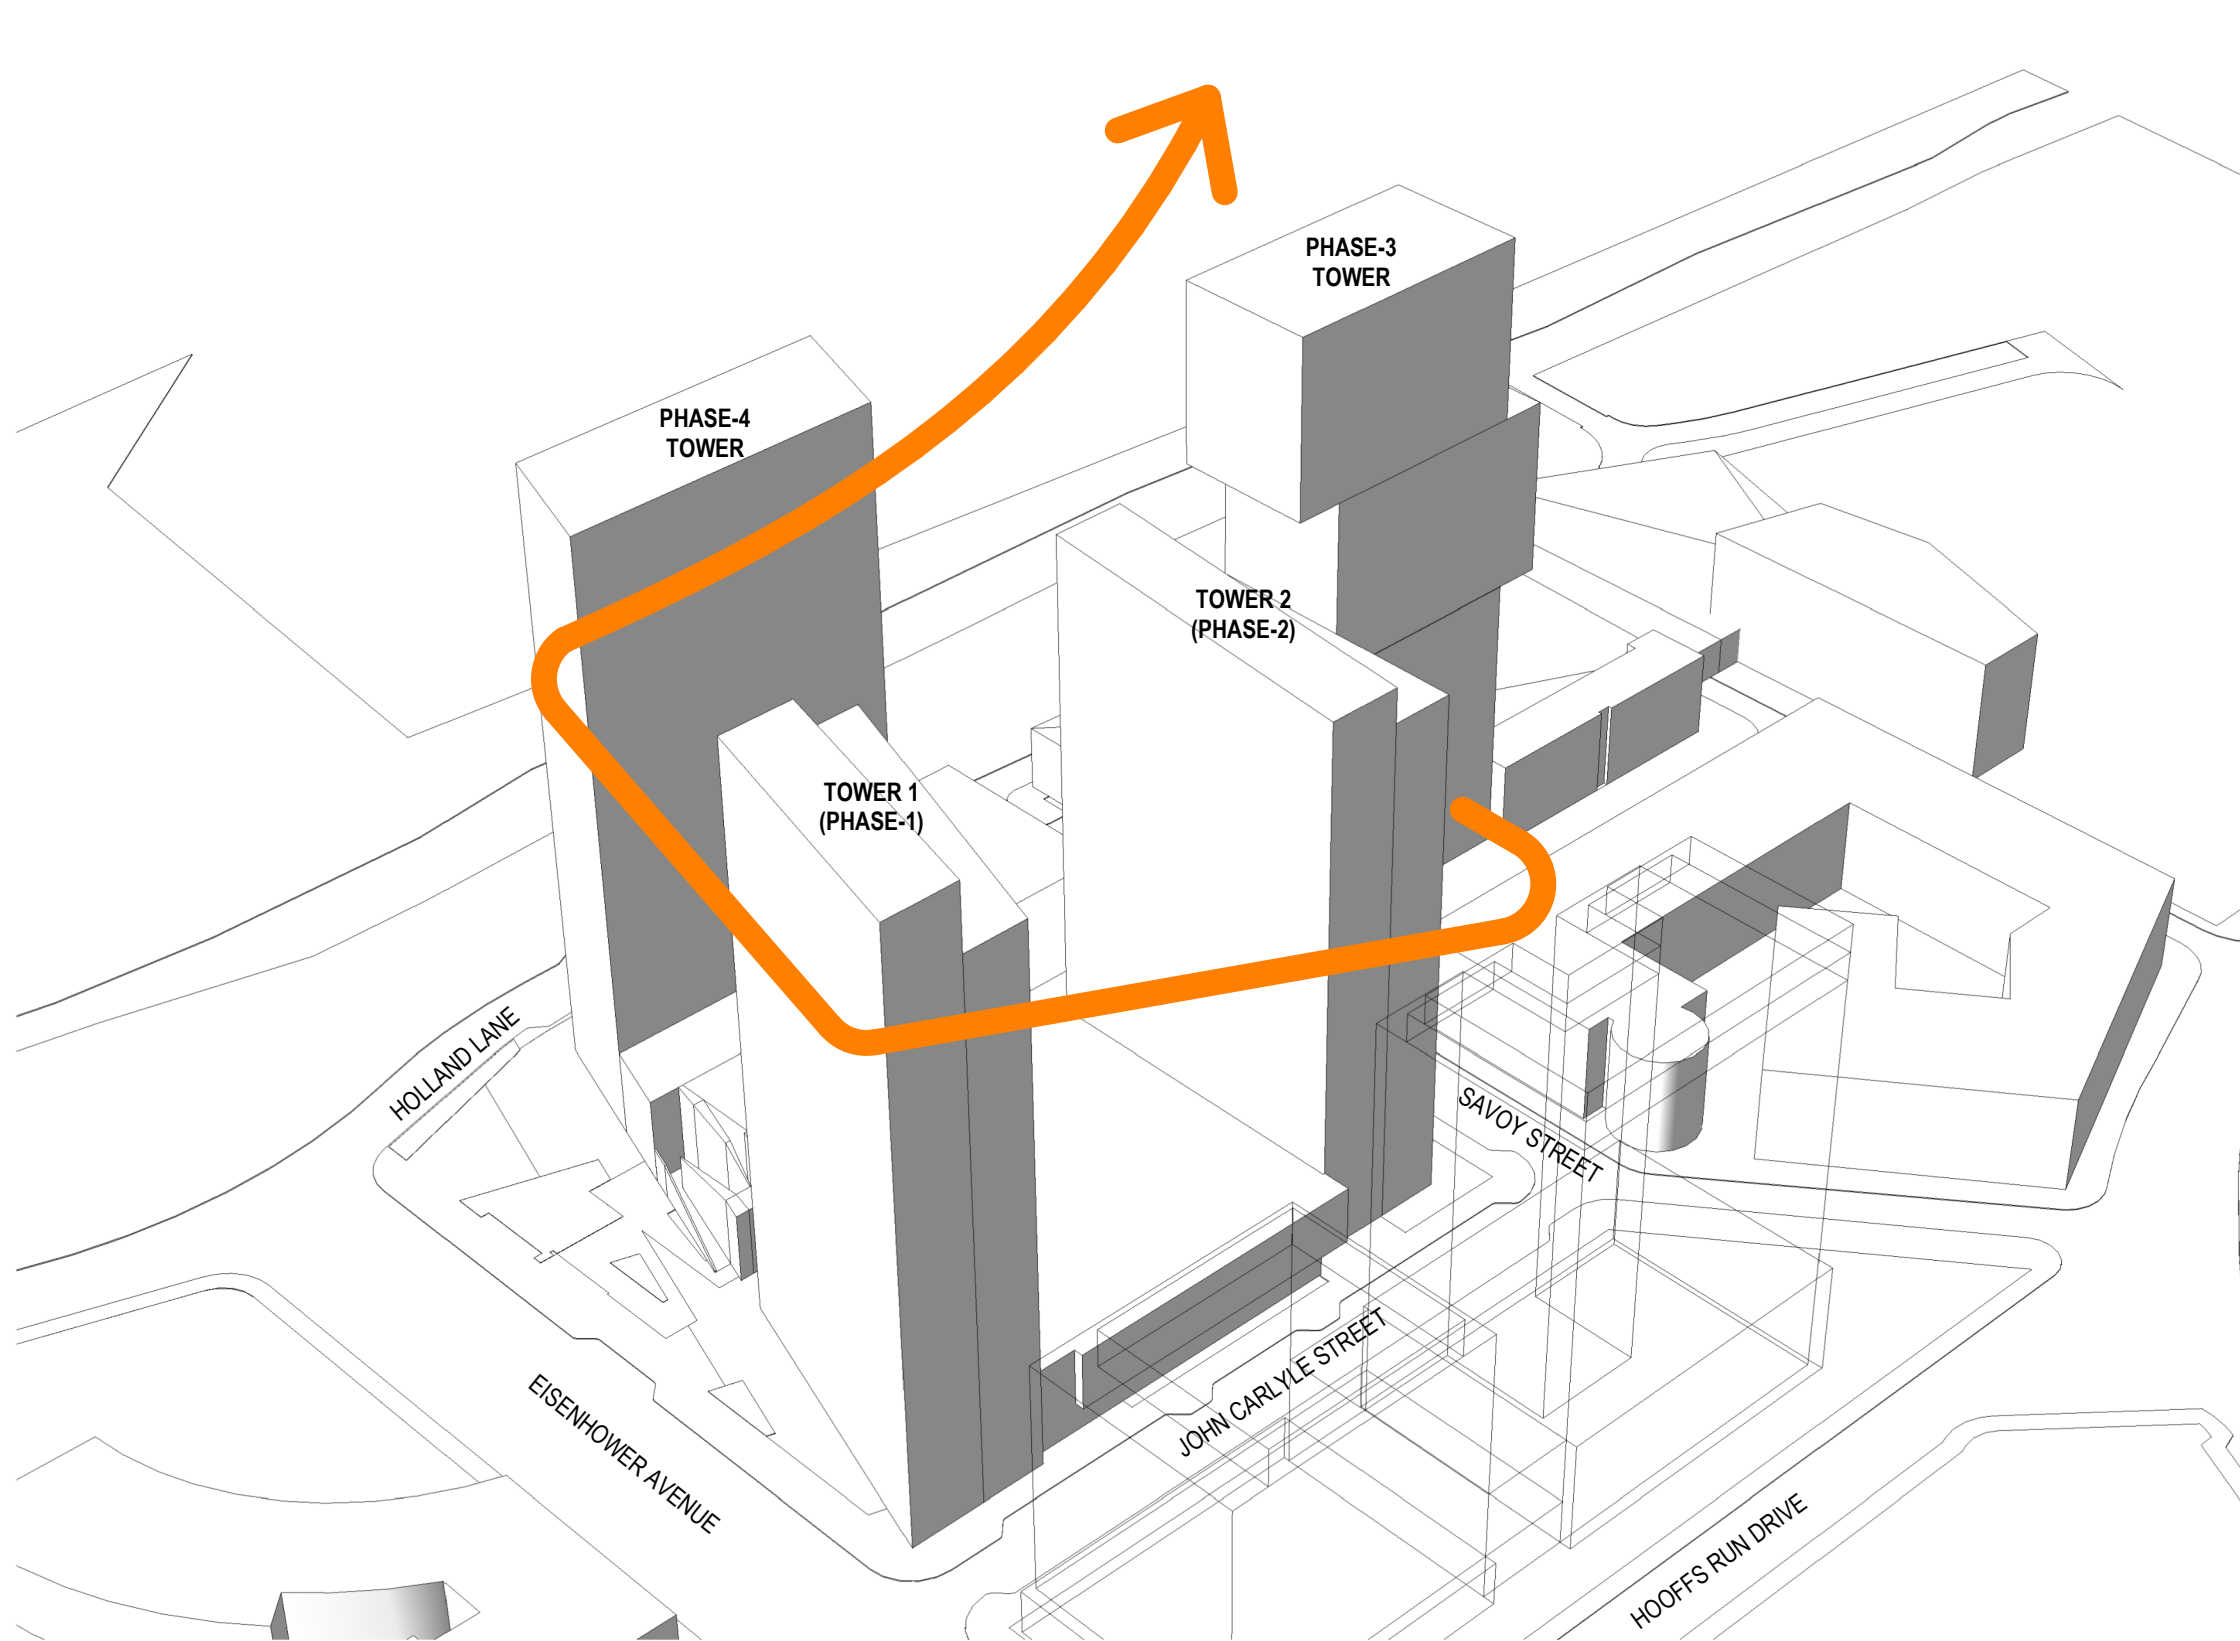 PHASE-3
TOWER
PHASE-4
TOWER
TOWER 2
(PHASE-2)
TOWER 1
(PHASE-1)
HOLLAND LANE
SAVOY STREET
EISENHOWER AVENUE
JOHN CARLYLE STREET
HOOFFS RUN DRIVE